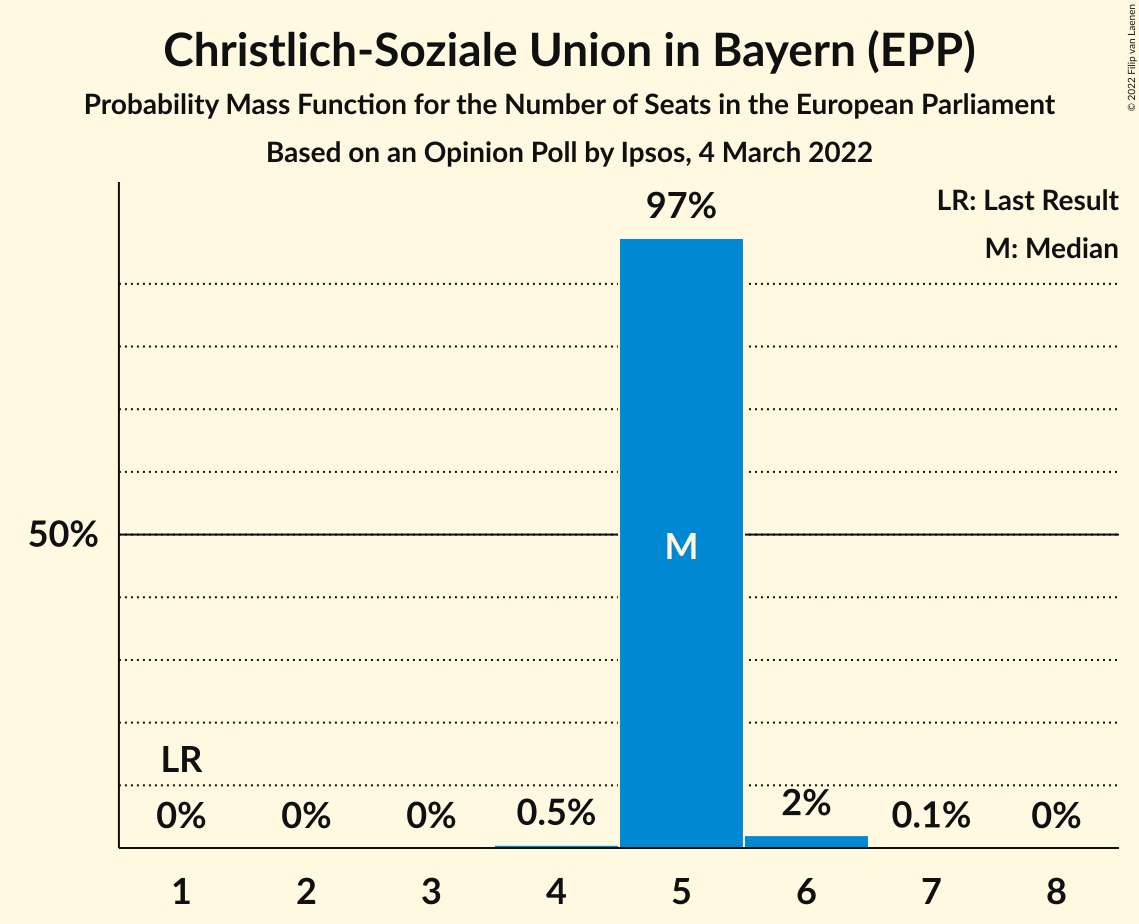 Christlich-Soziale Union in Bayern (EPP)
Probability Mass Function for the Number of Seats in the European Parliament
Based on an Opinion Poll by Ipsos, 4 March 2022
© 2022 Filip van Laenen
LR: Last Result
M: Median
97%
50%
M
LR
0% 0% 0% 0.5% 2% 0.1% 0%
1 2 3 4 5 6 7 8